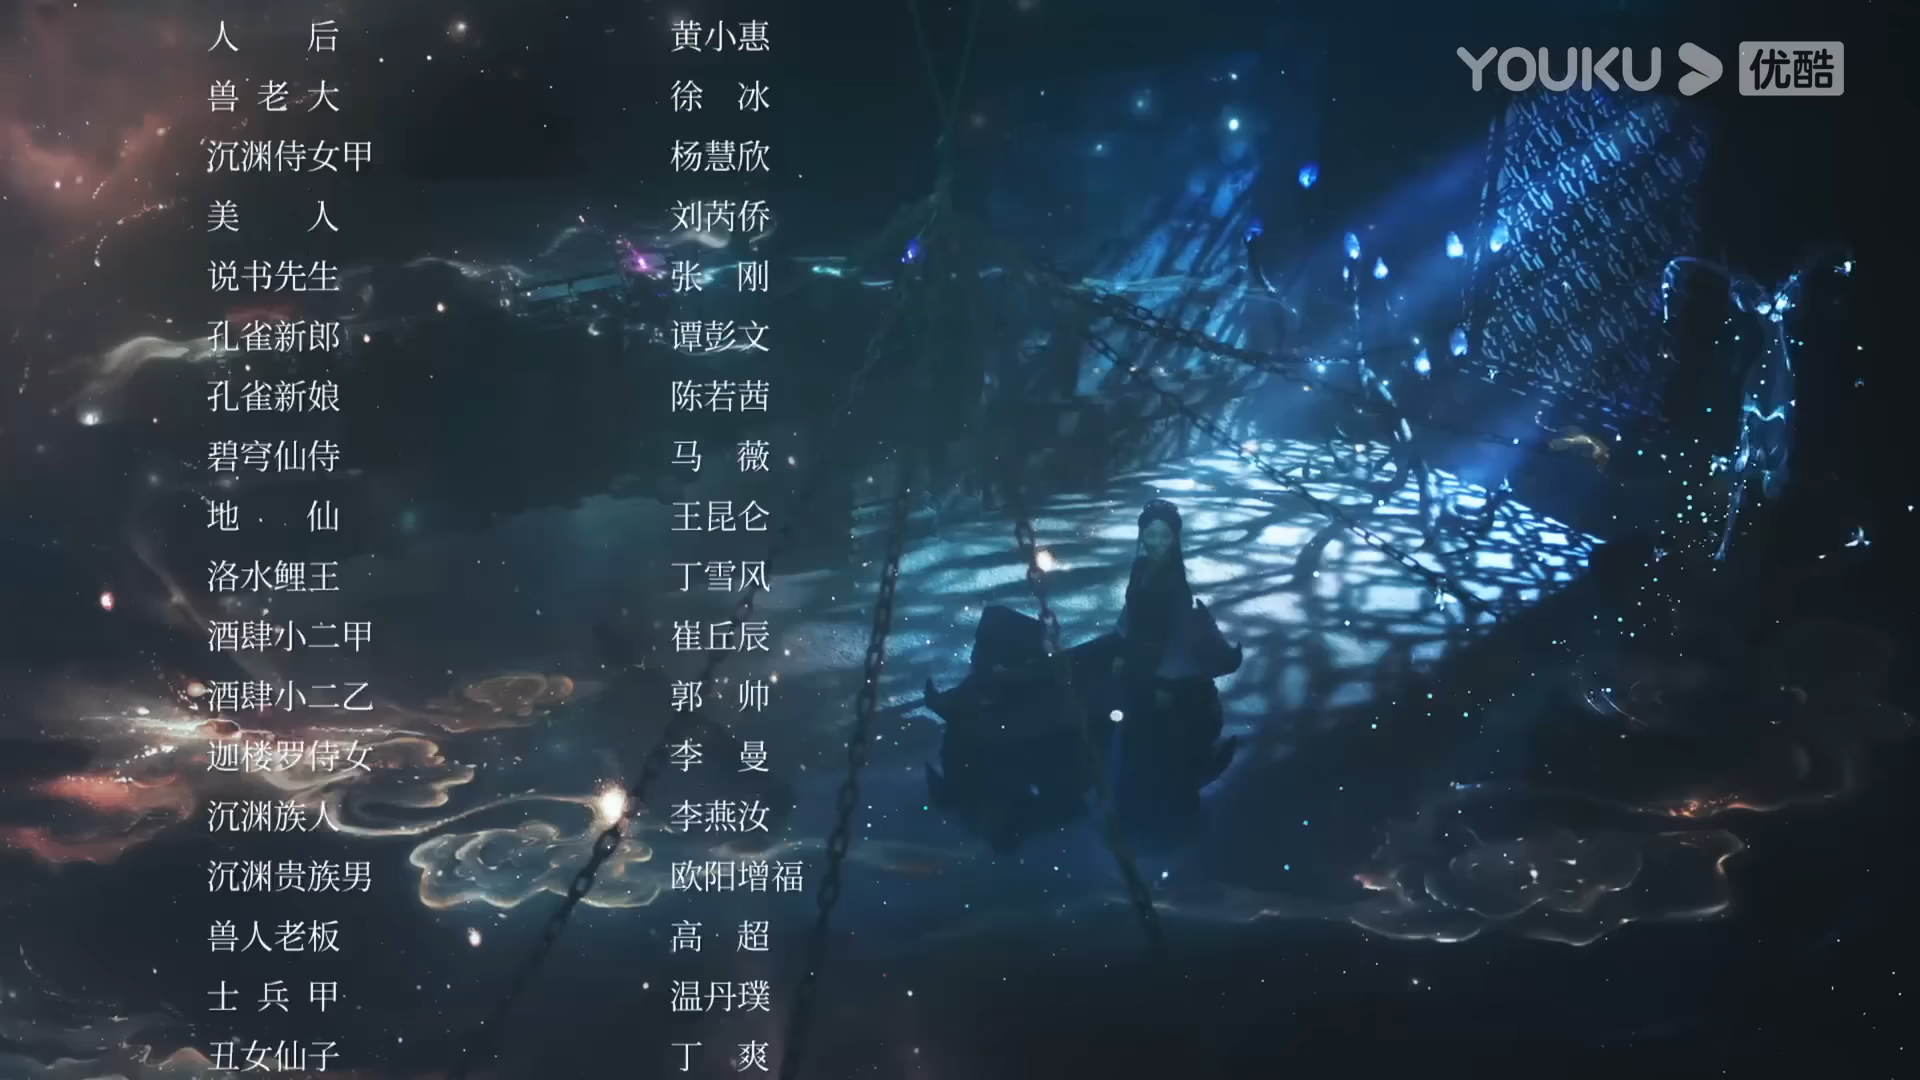 YOUKU 优酷
人后 黄小惠
兽老大 徐冰
沉渊侍女甲 杨慧欣
美人 刘芮侨
说书先生 张刚
孔雀新郎 谭彭文
孔雀新娘 陈若茜
碧穹仙侍 马薇
地仙 王昆仑
洛水鲤王 丁雪风
酒肆小二甲 崔丘辰
酒肆小二乙 郭帅
迦楼罗侍女 李曼
沉渊族人 李燕汝
沉渊贵族男 欧阳增福
兽人老板 高超
士兵甲 温丹璞
丑女仙子 丁爽